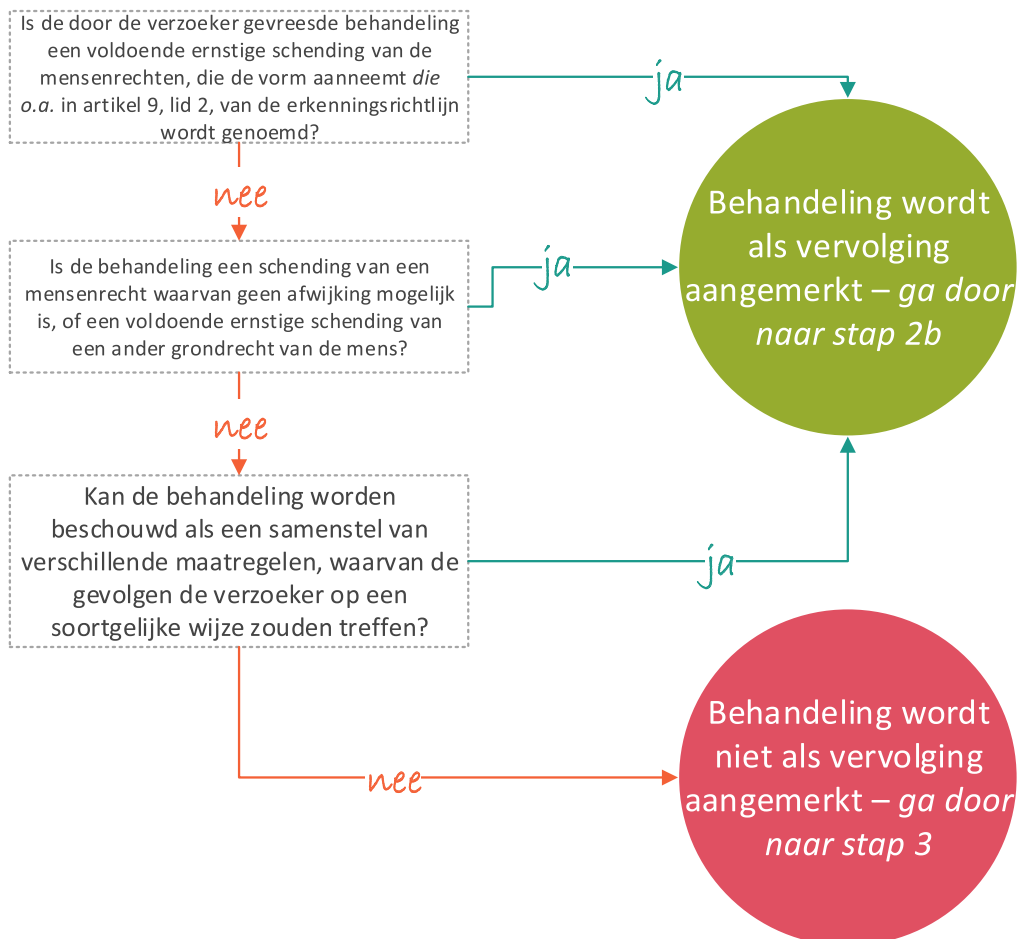 Is de door de verzoeker gevreesde behandeling
een voldoende ernstige schending van de
mensenrechten, die de vorm aanneemt die
o.a. in artikel 9, lid 2, van de erkenningsrichtlijn
wordt genoemd?
ja
nee
Behandeling wordt
als vervolging
aangemerkt – ga door
naar stap 2b
Is de behandeling een schending van een
mensenrecht waarvan geen afwijking mogelijk
is, of een voldoende ernstige schending van
een ander grondrecht van de mens?
ja
nee
Kan de behandeling worden
beschouwd als een samenstel van
verschillende maatregelen, waarvan de
gevolgen de verzoeker op een
soortgelijke wijze zouden treffen?
ja
nee
Behandeling wordt
niet als vervolging
aangemerkt – ga door
naar stap 3